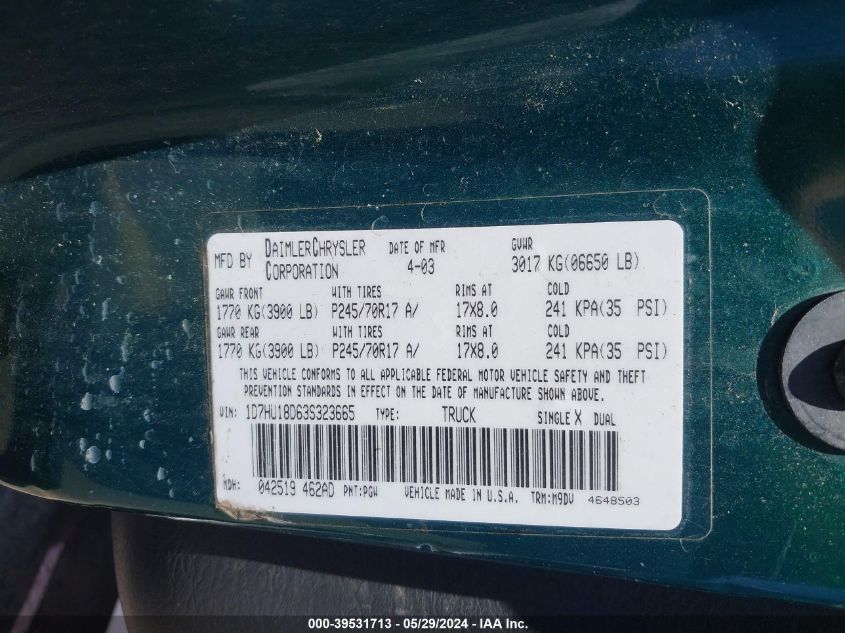 MFD BY DAIMLERCHRYSLER CORPORATION DATE OF MFR 4-03 GVWR 3017 KG(06650 LB)
GAWR FRONT WITH TIRES RIMS AT COLD
1770 KG(3900 LB) P245/70R17 A/ 17X8.0 241 KPA(35 PSI)
GAWR REAR WITH TIRES RIMS AT COLD
1770 KG(3900 LB) P245/70R17 A/ 17X8.0 241 KPA(35 PSI)
THIS VEHICLE CONFORMS TO ALL APPLICABLE FEDERAL MOTOR VEHICLE SAFETY AND THEFT
PREVENTION STANDARDS IN EFFECT ON THE DATE OF MANUFACTURE SHOWN ABOVE.
VIN: 1D7HU18D63S323665 TYPE: TRUCK SINGLE X DUAL
MDH: 042519 462AD PNT:PGW VEHICLE MADE IN U.S.A. TRM:M9DV 4648503
000-39531713 - 05/29/2024 - IAAI.COM